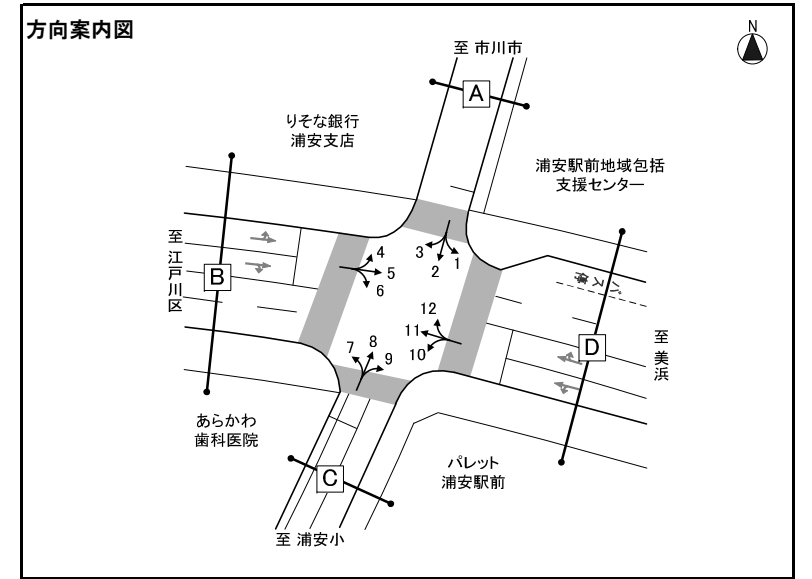 方向案内図
N
至 市川市
A
りそな銀行
浦安支店
浦安駅前地域包括
支援センター
至 江戸川区
B
3
2
1
4
5
6
バス停
12
11
10
D
至 美浜
7
8
9
あらかわ
歯科医院
C
パレット
浦安駅前
至 浦安小